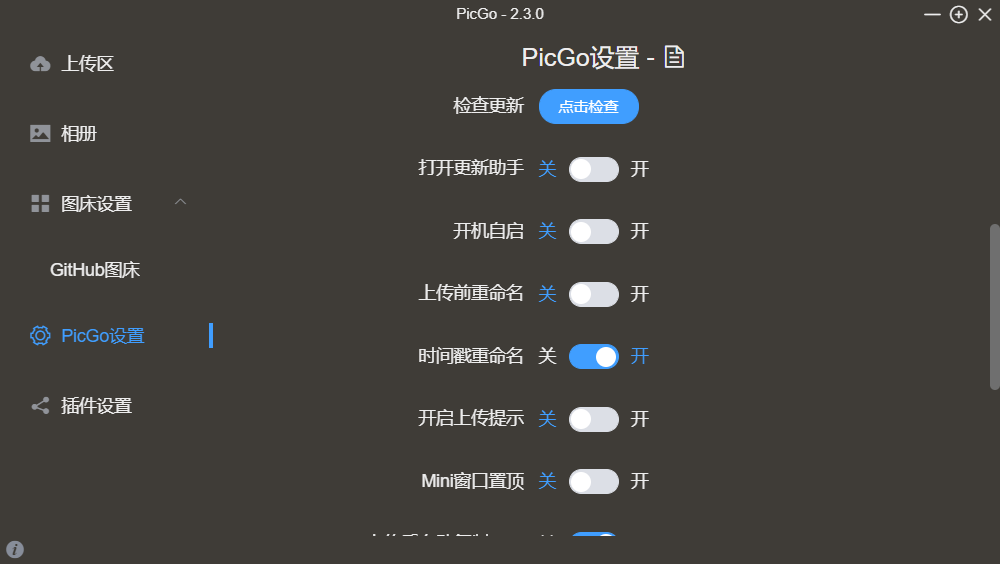 PicGo - 2.3.0
上传区
相册
图床设置
GitHub图床
PicGo设置
插件设置
PicGo设置 -
检查更新 点击检查
打开更新助手 关 开
开机自启 关 开
上传前重命名 关 开
时间戳重命名 关 开
开启上传提示 关 开
Mini窗口置顶 关 开